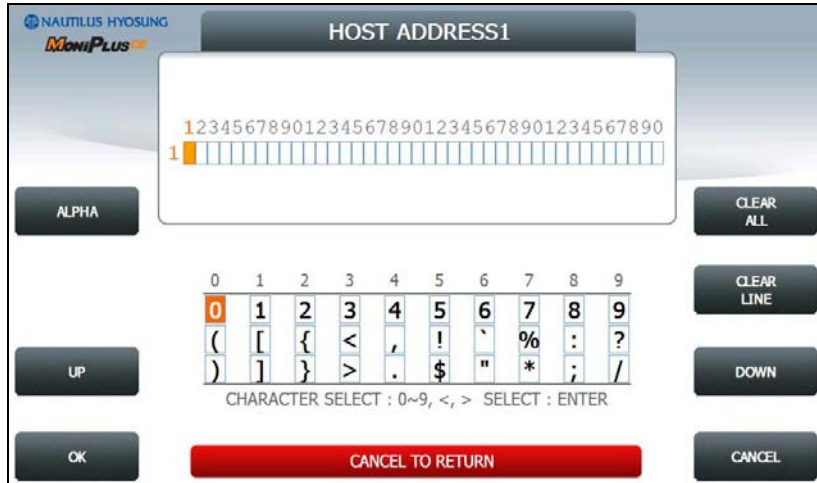 NAUTILUS HYOSUNG
MoniPlusCE
HOST ADDRESS1
1234567890123456789012345678901234567890
1
ALPHA
CLEAR ALL
0 1 2 3 4 5 6 7 8 9
0 1 2 3 4 5 6 7 8 9
( [ { < , ! ` % : ?
) ] } > . $ " * ; /
CLEAR LINE
UP
DOWN
CHARACTER SELECT : 0~9, <, > SELECT : ENTER
OK
CANCEL TO RETURN
CANCEL